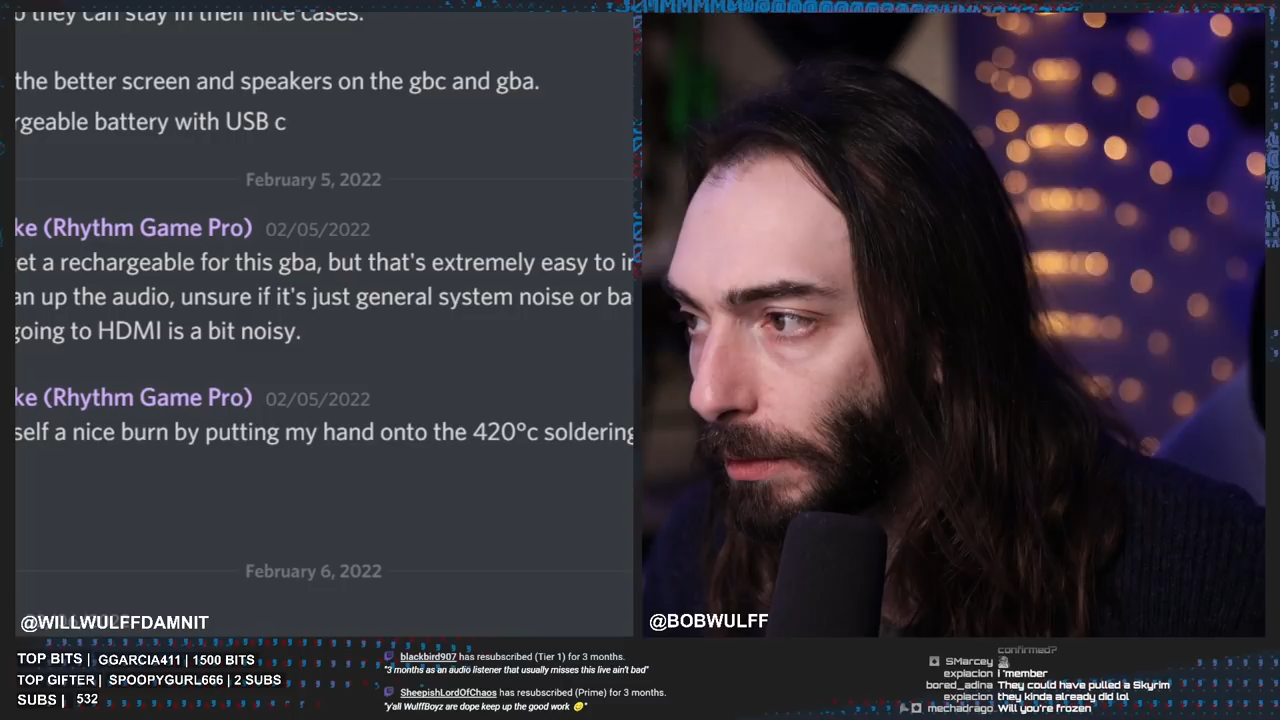 they can stay in their nice cases.
the better screen and speakers on the gbc and gba.
rgeable battery with USB c
February 5, 2022
ke (Rhythm Game Pro) 02/05/2022
et a rechargeable for this gba, but that's extremely easy to in
an up the audio, unsure if it's just general system noise or ba
going to HDMI is a bit noisy.
ke (Rhythm Game Pro) 02/05/2022
self a nice burn by putting my hand onto the 420°c soldering
February 6, 2022
@WILLWULFFDAMNIT
@BOBWULFF
TOP BITS | GGARCIA411 | 1500 BITS
TOP GIFTER | SPOOPYGURL666 | 2 SUBS
SUBS | 532
blackbird907 has resubscribed (Tier 1) for 3 months.
"3 months as an audio listener that usually misses this live ain't bad"
SheepishLordOfChaos has resubscribed (Prime) for 3 months.
"y'all WulffBoyz are dope keep up the good work 😉"
confirmed?
SMarcey
explacion I 'member
bored_adina They could have pulled a Skyrim
explacion they kinda already did lol
mechadrago Will you're frozen